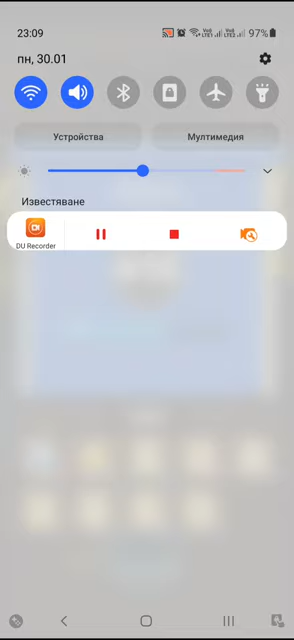 23:09
97%
пн, 30.01
Устройства
Мултимедия
Известяване
DU Recorder